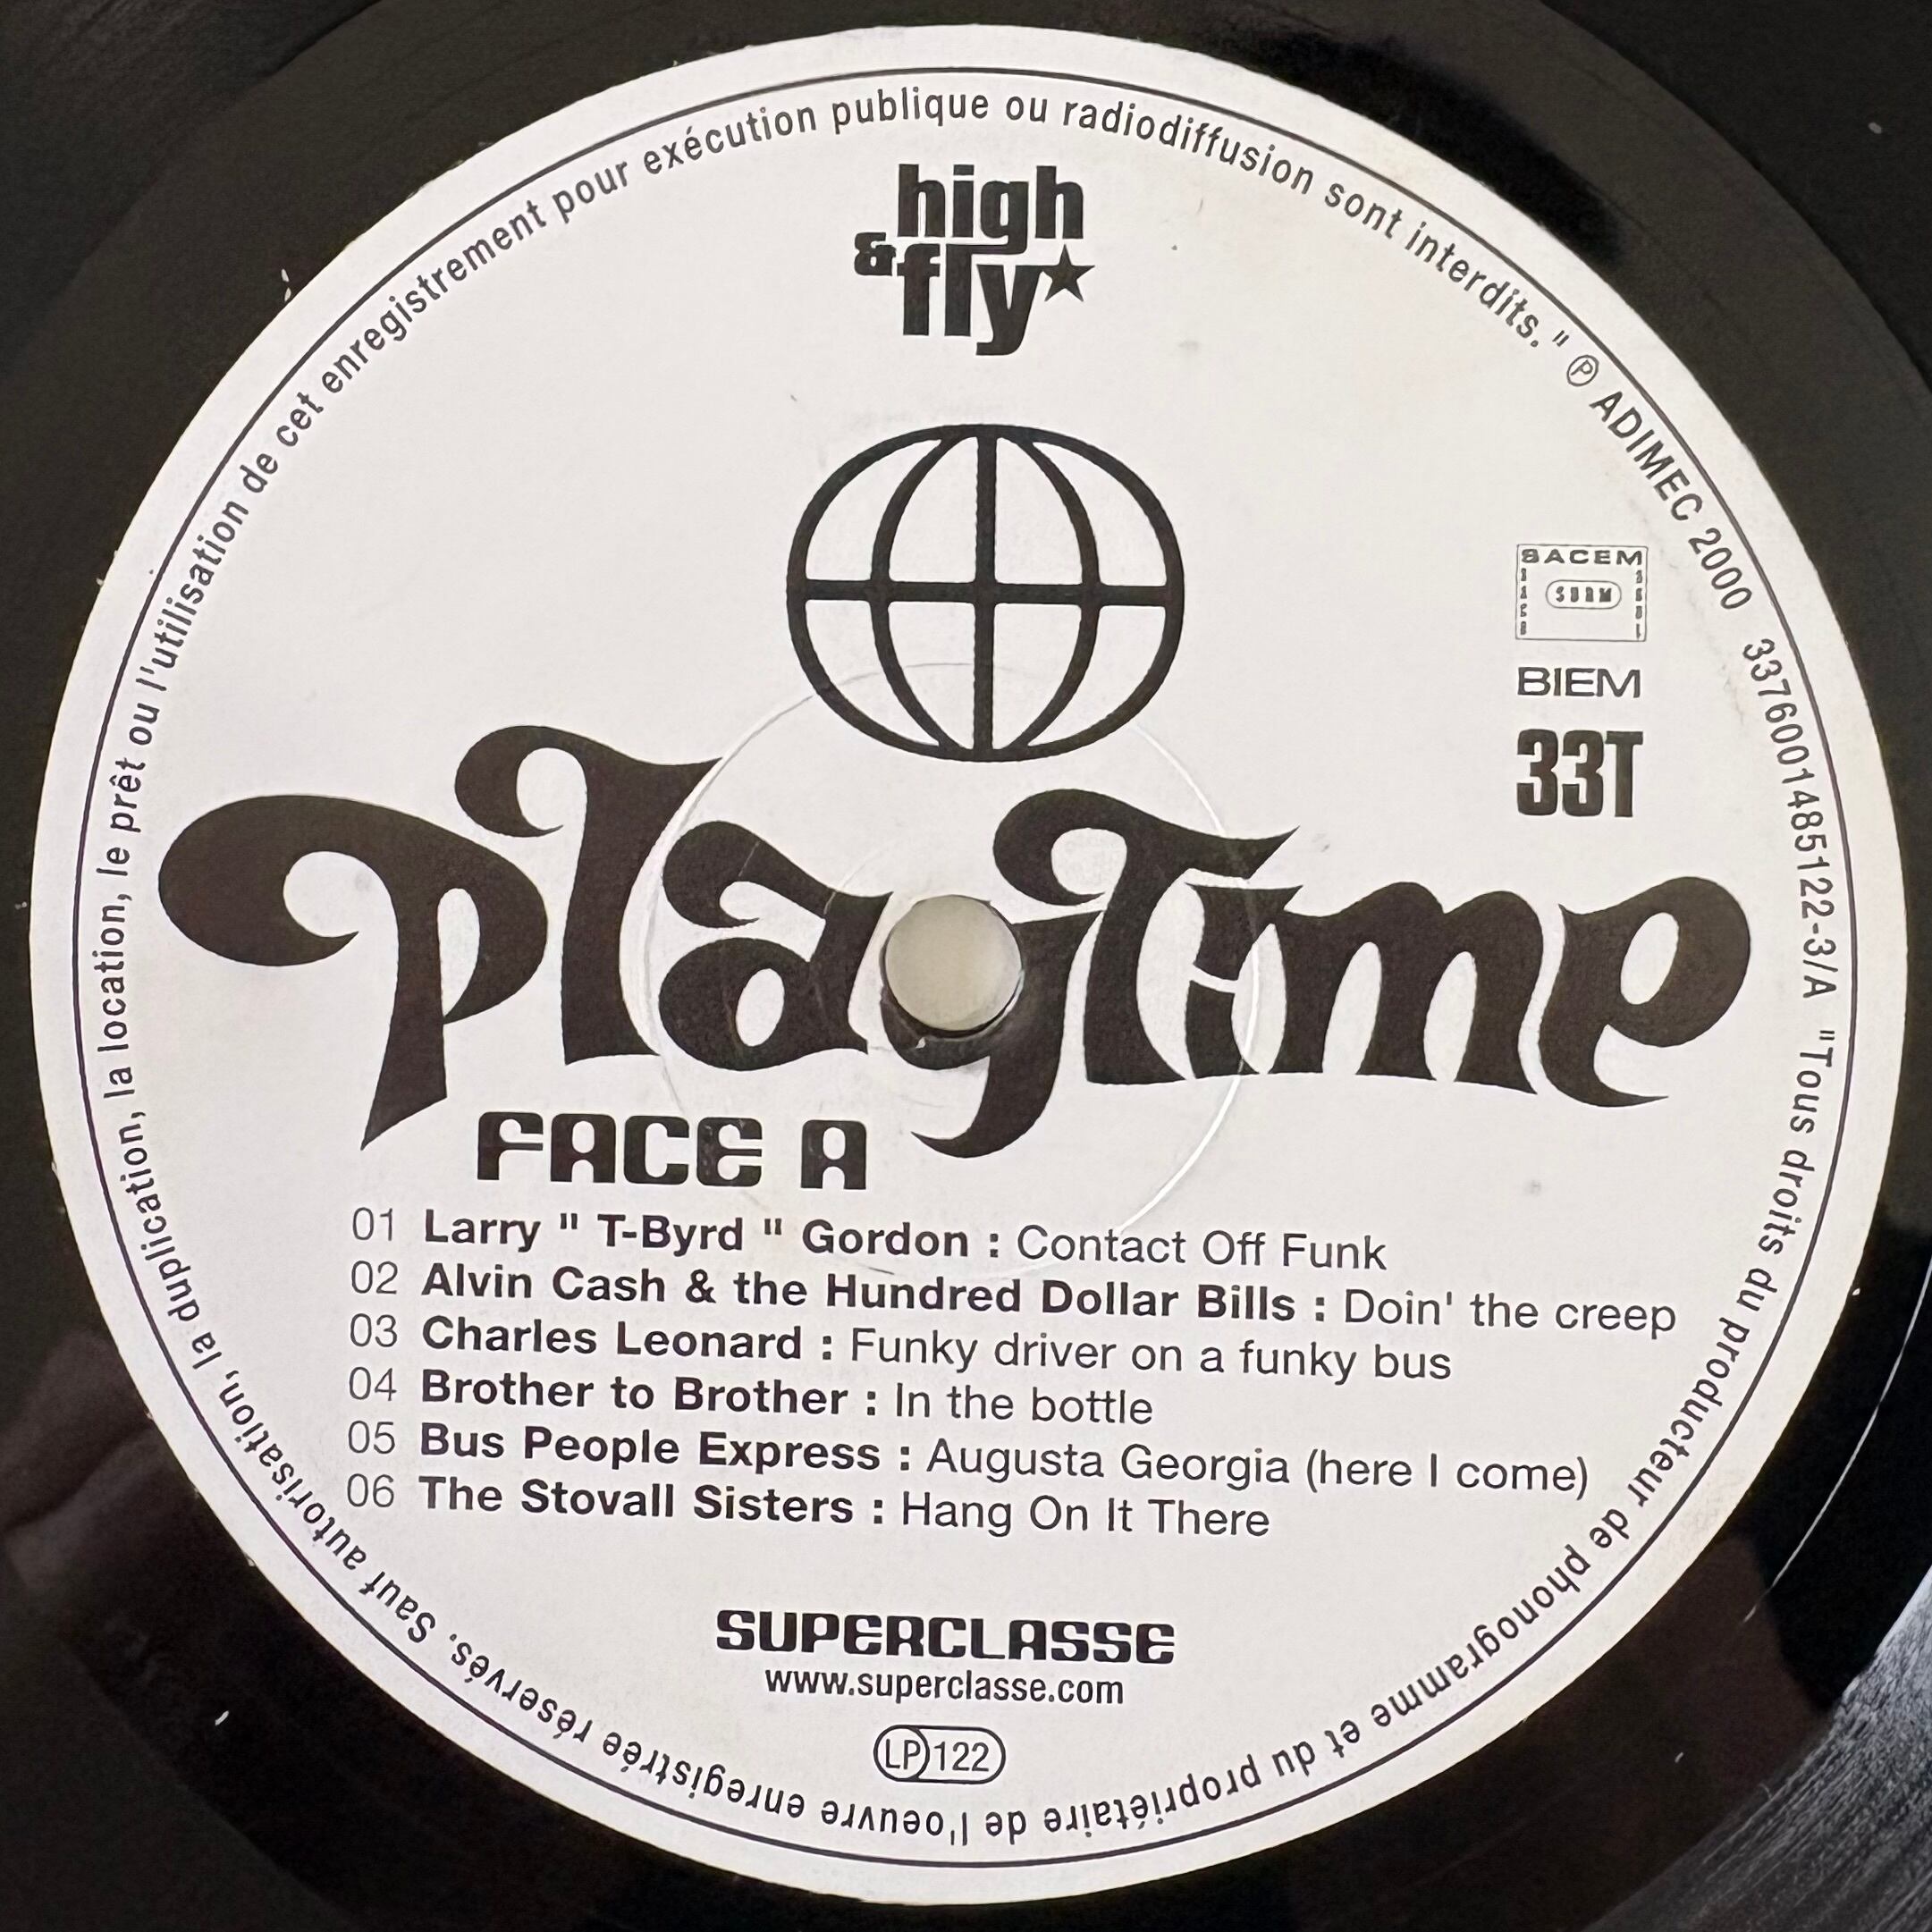 high
&fly
SACEM
SDRM
BIEM
33T
playTime
FACE A
01 Larry " T-Byrd " Gordon : Contact Off Funk
02 Alvin Cash & the Hundred Dollar Bills : Doin' the creep
03 Charles Leonard : Funky driver on a funky bus
04 Brother to Brother : In the bottle
05 Bus People Express : Augusta Georgia (here I come)
06 The Stovall Sisters : Hang On It There
SUPERCLASSE
www.superclasse.com
LP 122
"Tous droits du producteur de phonogramme et du propriétaire de l'oeuvre enregistrée réservés. Sauf autorisation, la duplication, la location, le prêt ou l'utilisation de cet enregistrement pour exécution publique ou radiodiffusion sont interdits." ℗ ADIMEC 2000 3376001485122-3/A